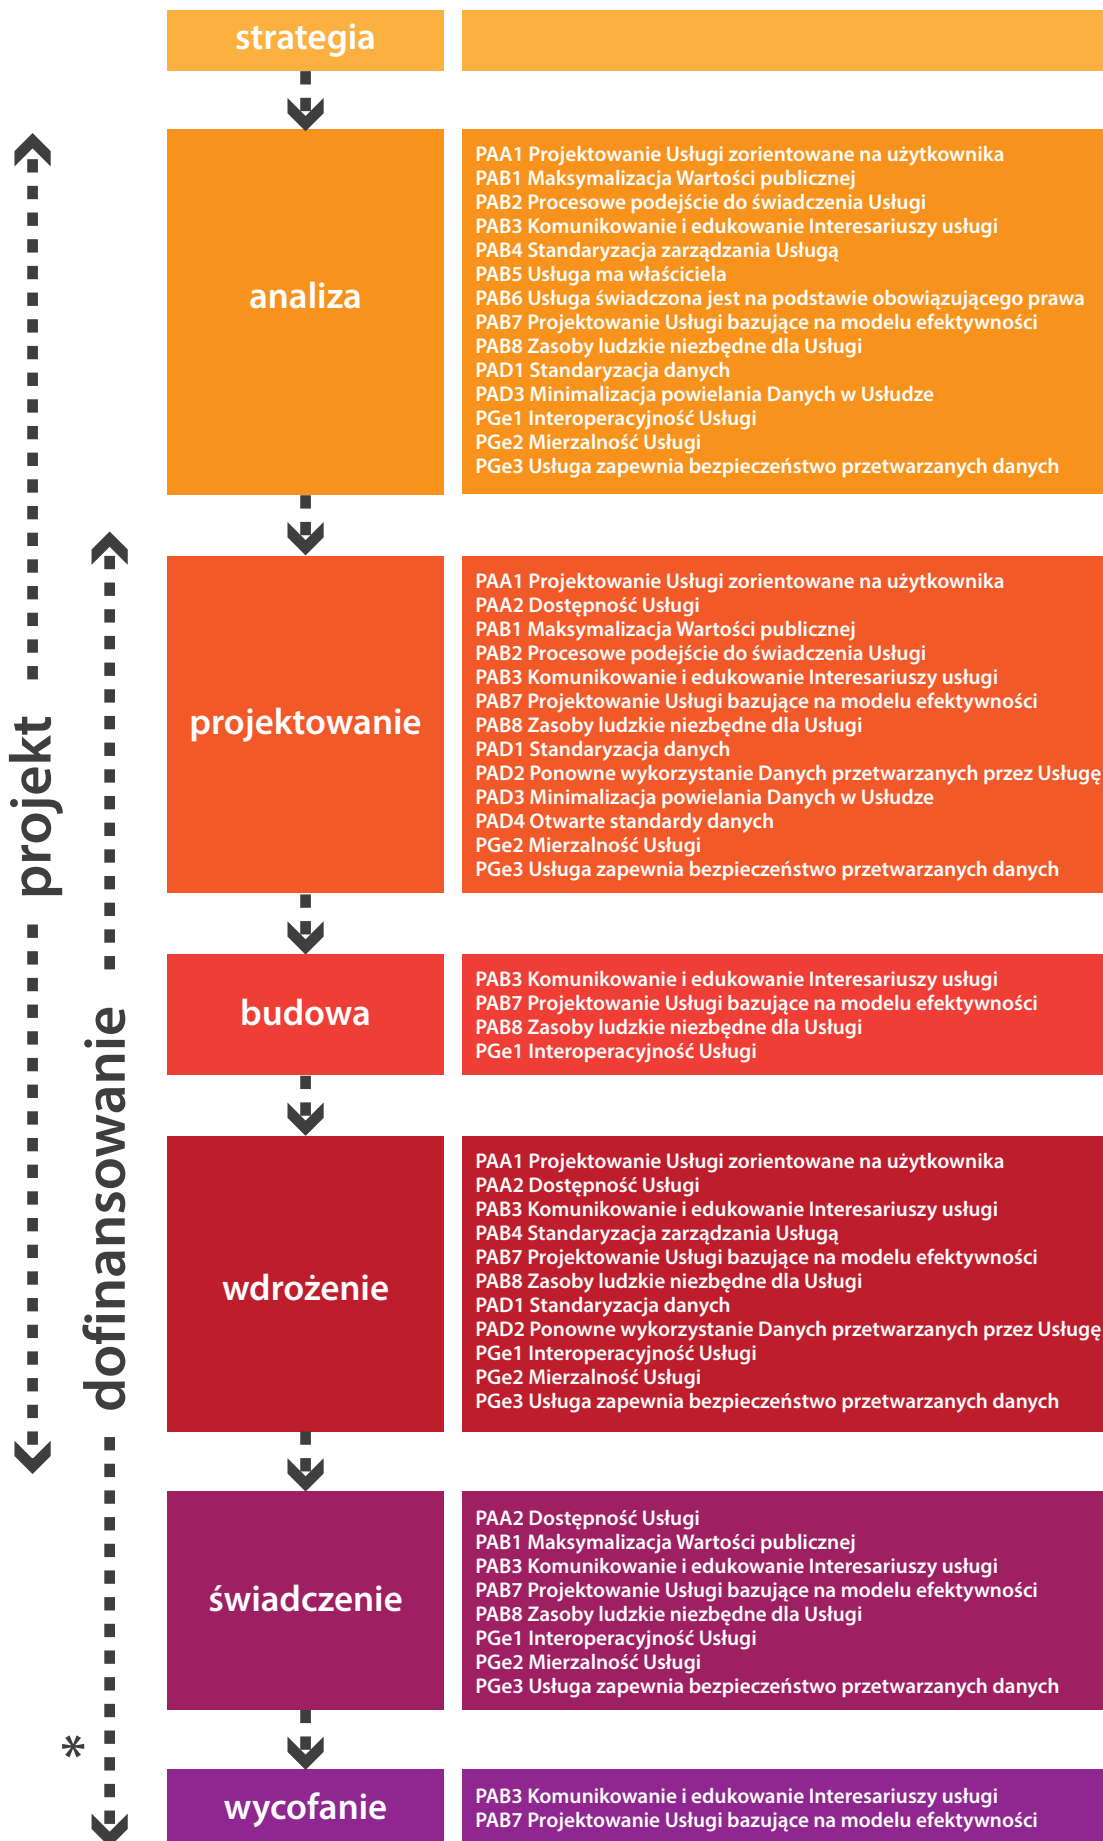 strategia
analiza
PAA1 Projektowanie Usługi zorientowane na użytkownika
PAB1 Maksymalizacja Wartości publicznej
PAB2 Procesowe podejście do świadczenia Usługi
PAB3 Komunikowanie i edukowanie Interesariuszy usługi
PAB4 Standaryzacja zarządzania Usługą
PAB5 Usługa ma właściciela
PAB6 Usługa świadczona jest na podstawie obowiązującego prawa
PAB7 Projektowanie Usługi bazujące na modelu efektywności
PAB8 Zasoby ludzkie niezbędne dla Usługi
PAD1 Standaryzacja danych
PAD3 Minimalizacja powielania Danych w Usłudze
PGe1 Interoperacyjność Usługi
PGe2 Mierzalność Usługi
PGe3 Usługa zapewnia bezpieczeństwo przetwarzanych danych
projekt
dofinansowanie
projektowanie
PAA1 Projektowanie Usługi zorientowane na użytkownika
PAA2 Dostępność Usługi
PAB1 Maksymalizacja Wartości publicznej
PAB2 Procesowe podejście do świadczenia Usługi
PAB3 Komunikowanie i edukowanie Interesariuszy usługi
PAB7 Projektowanie Usługi bazujące na modelu efektywności
PAB8 Zasoby ludzkie niezbędne dla Usługi
PAD1 Standaryzacja danych
PAD2 Ponowne wykorzystanie Danych przetwarzanych przez Usługę
PAD3 Minimalizacja powielania Danych w Usłudze
PAD4 Otwarte standardy danych
PGe2 Mierzalność Usługi
PGe3 Usługa zapewnia bezpieczeństwo przetwarzanych danych
budowa
PAB3 Komunikowanie i edukowanie Interesariuszy usługi
PAB7 Projektowanie Usługi bazujące na modelu efektywności
PAB8 Zasoby ludzkie niezbędne dla Usługi
PGe1 Interoperacyjność Usługi
wdrożenie
PAA1 Projektowanie Usługi zorientowane na użytkownika
PAA2 Dostępność Usługi
PAB3 Komunikowanie i edukowanie Interesariuszy usługi
PAB4 Standaryzacja zarządzania Usługą
PAB7 Projektowanie Usługi bazujące na modelu efektywności
PAB8 Zasoby ludzkie niezbędne dla Usługi
PAD1 Standaryzacja danych
PAD2 Ponowne wykorzystanie Danych przetwarzanych przez Usługę
PGe1 Interoperacyjność Usługi
PGe2 Mierzalność Usługi
PGe3 Usługa zapewnia bezpieczeństwo przetwarzanych danych
świadczenie
PAA2 Dostępność Usługi
PAB1 Maksymalizacja Wartości publicznej
PAB3 Komunikowanie i edukowanie Interesariuszy usługi
PAB7 Projektowanie Usługi bazujące na modelu efektywności
PAB8 Zasoby ludzkie niezbędne dla Usługi
PGe1 Interoperacyjność Usługi
PGe2 Mierzalność Usługi
PGe3 Usługa zapewnia bezpieczeństwo przetwarzanych danych
*
wycofanie
PAB3 Komunikowanie i edukowanie Interesariuszy usługi
PAB7 Projektowanie Usługi bazujące na modelu efektywności